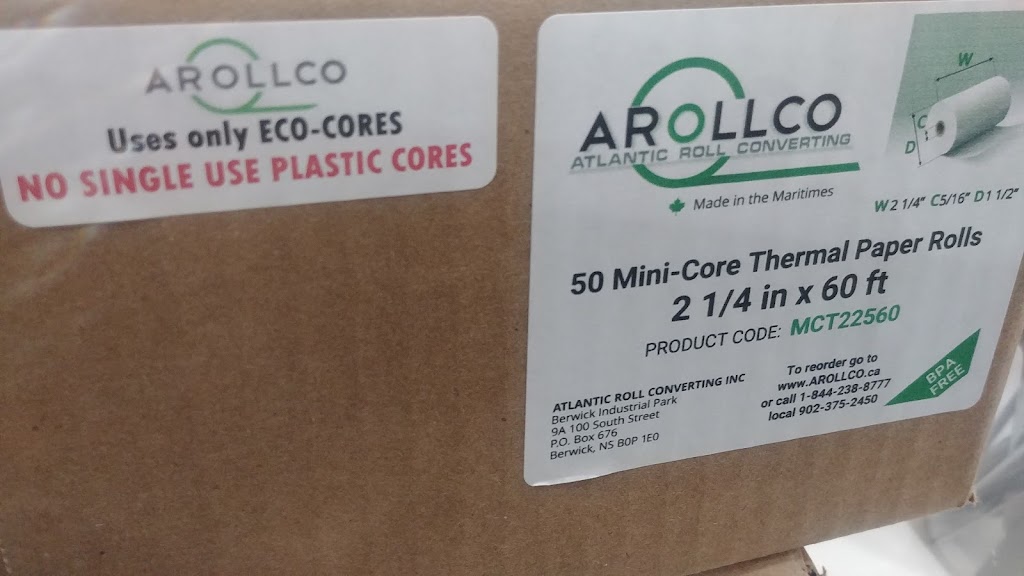 AROLLCO
Uses only ECO-CORES
NO SINGLE USE PLASTIC CORES
AROLLCO
ATLANTIC ROLL CONVERTING
Made in the Maritimes
W
C
D
W 2 1/4" C5/16" D1 1/2"
50 Mini-Core Thermal Paper Rolls
2 1/4 in x 60 ft
PRODUCT CODE: MCT22560
ATLANTIC ROLL CONVERTING INC
Berwick Industrial Park
9A 100 South Street
P.O. Box 676
Berwick, NS B0P 1E0
To reorder go to
www.AROLLCO.ca
or call 1-844-238-8777
local 902-375-2450
BPA
FREE